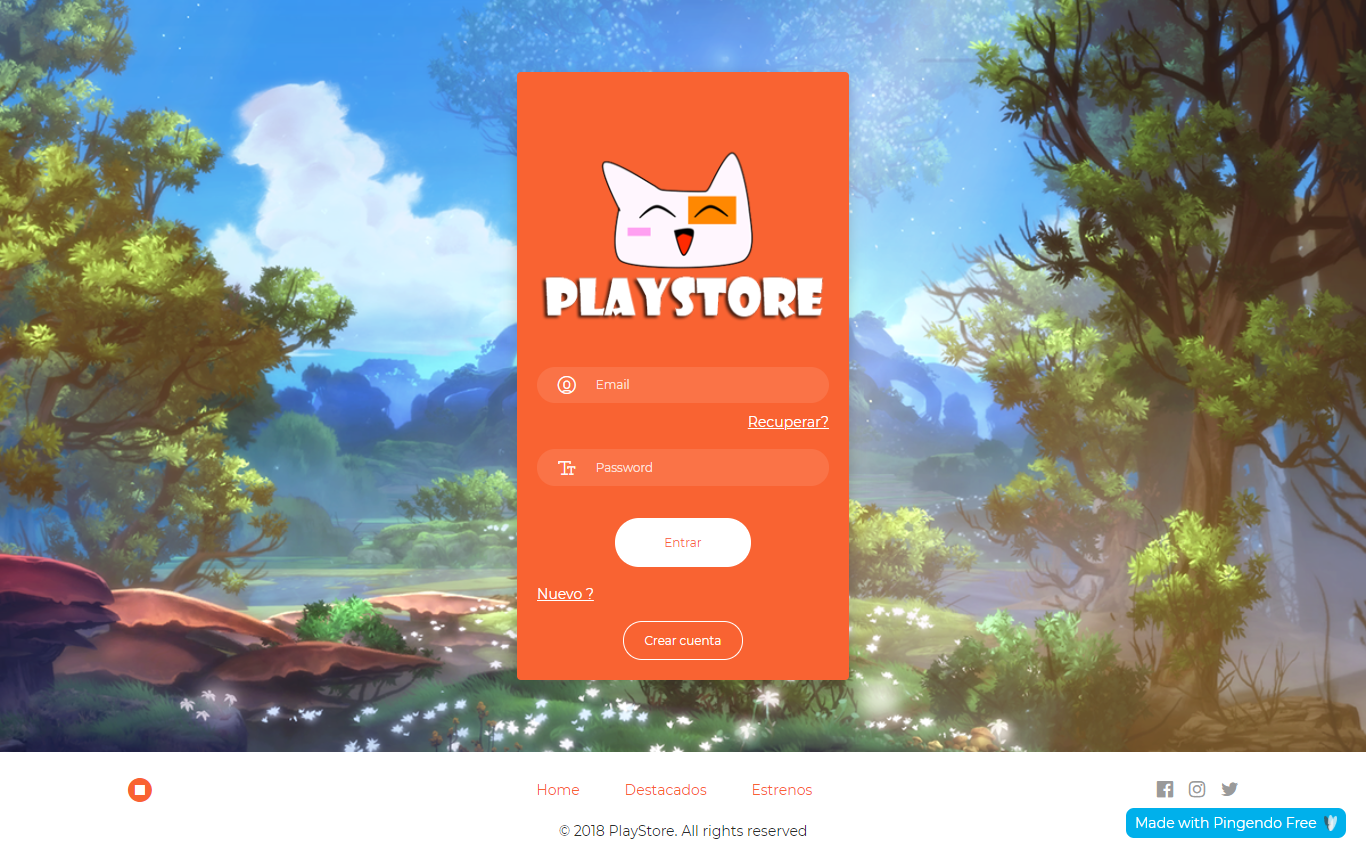 PLAYSTORE
Email
Recuperar?
Password
Entrar
Nuevo ?
Crear cuenta
Home Destacados Estrenos
© 2018 PlayStore. All rights reserved
Made with Pingendo Free